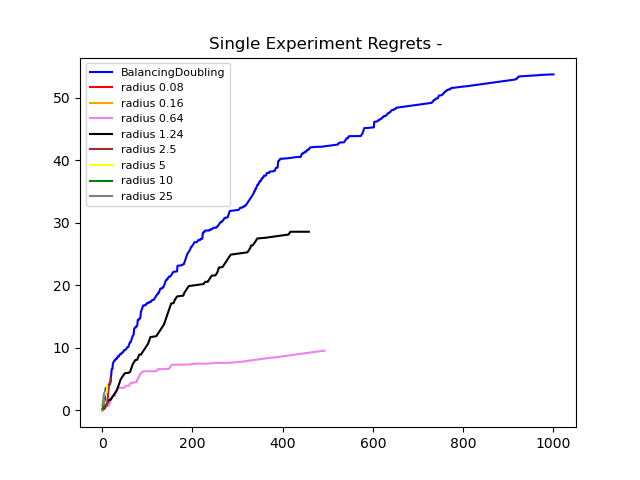 Single Experiment Regrets -
BalancingDoubling
radius 0.08
radius 0.16
radius 0.64
radius 1.24
radius 2.5
radius 5
radius 10
radius 25
50
40
30
20
10
0
0 200 400 600 800 1000